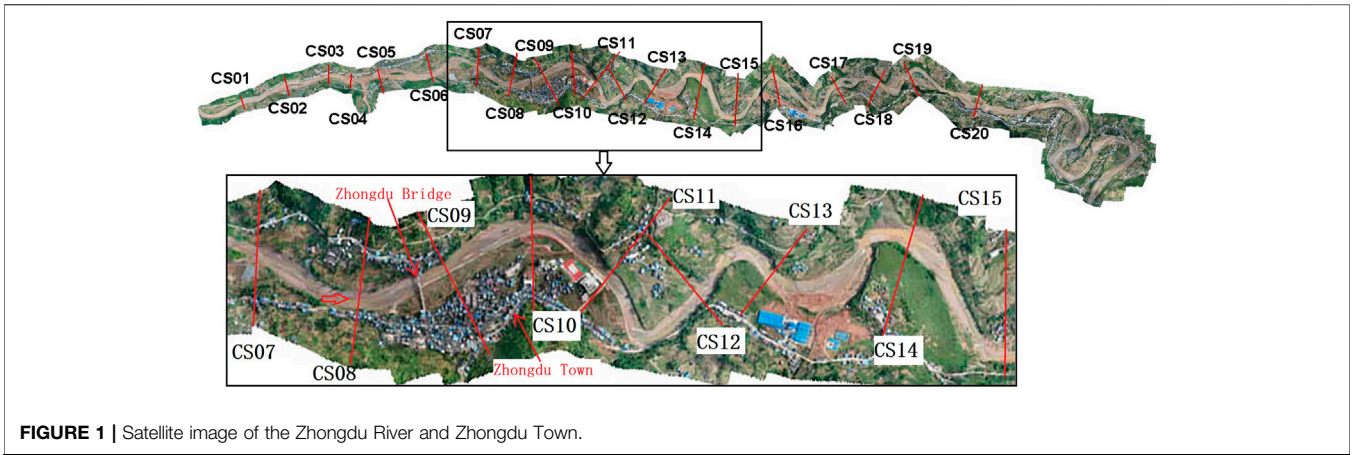 CS01
CS02
CS03
CS04
CS05
CS06
CS07
CS08
CS09
CS10
CS11
CS12
CS13
CS14
CS15
CS16
CS17
CS18
CS19
CS20
Zhongdu Bridge
CS07
CS08
CS09
CS10
CS11
CS12
CS13
CS14
CS15
Zhongdu Town
FIGURE 1 | Satellite image of the Zhongdu River and Zhongdu Town.